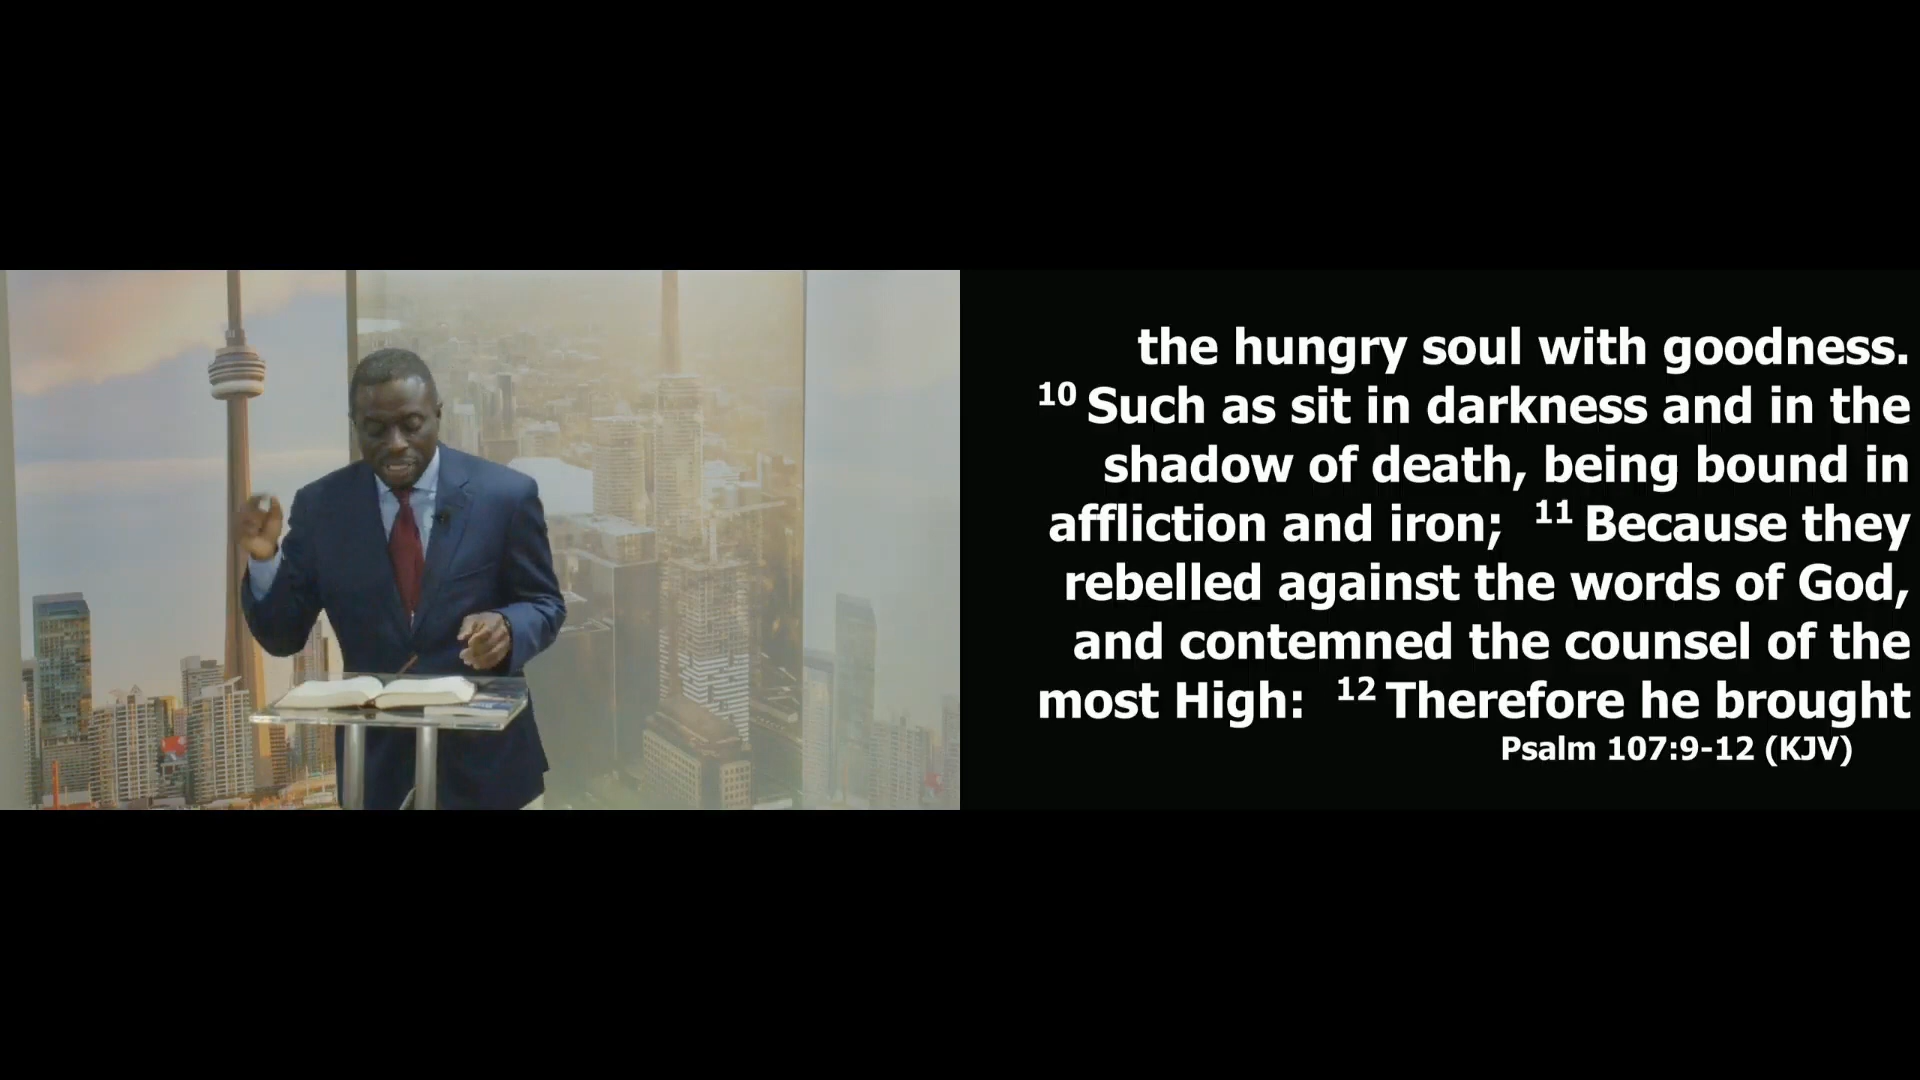 the hungry soul with goodness.
10 Such as sit in darkness and in the
shadow of death, being bound in
affliction and iron; 11 Because they
rebelled against the words of God,
and contemned the counsel of the
most High: 12 Therefore he brought
Psalm 107:9-12 (KJV)